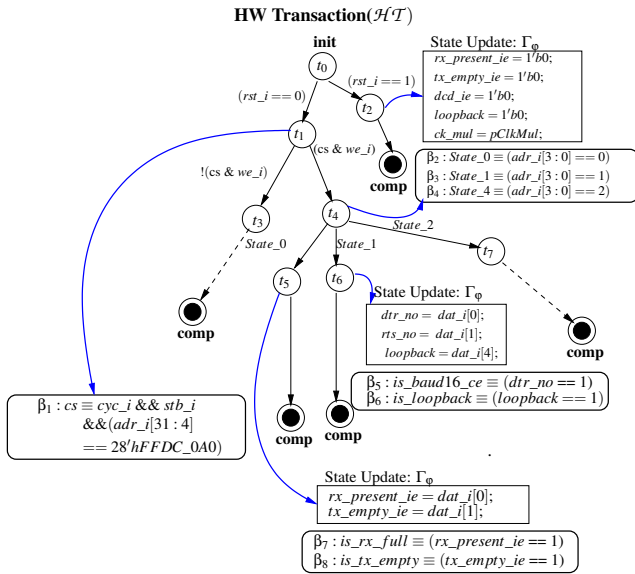 HW Transaction(ℋ𝒯)
init
State Update: Γφ
t0
rx_present_ie = 1'b0;
tx_empty_ie = 1'b0;
dcd_ie = 1'b0;
loopback = 1'b0;
ck_mul = pClkMul;
(rst_i == 0)
(rst_i == 1)
t2
t1
(cs & we_i)
comp
!(cs & we_i)
β2 : State_0 ≡ (adr_i[3 : 0] == 0)
β3 : State_1 ≡ (adr_i[3 : 0] == 1)
β4 : State_4 ≡ (adr_i[3 : 0] == 2)
t3
t4
State_0
State_1
State_2
t7
t5
t6
State Update: Γφ
dtr_no = dat_i[0];
rts_no = dat_i[1];
loopback = dat_i[4];
comp
comp
β5 : is_baud16_ce ≡ (dtr_no == 1)
β6 : is_loopback ≡ (loopback == 1)
β1 : cs ≡ cyc_i && stb_i
&&(adr_i[31 : 4]
== 28'hFFDC_0A0)
comp
comp
.
State Update: Γφ
rx_present_ie = dat_i[0];
tx_empty_ie = dat_i[1];
β7 : is_rx_full ≡ (rx_present_ie == 1)
β8 : is_tx_empty ≡ (tx_empty_ie == 1)